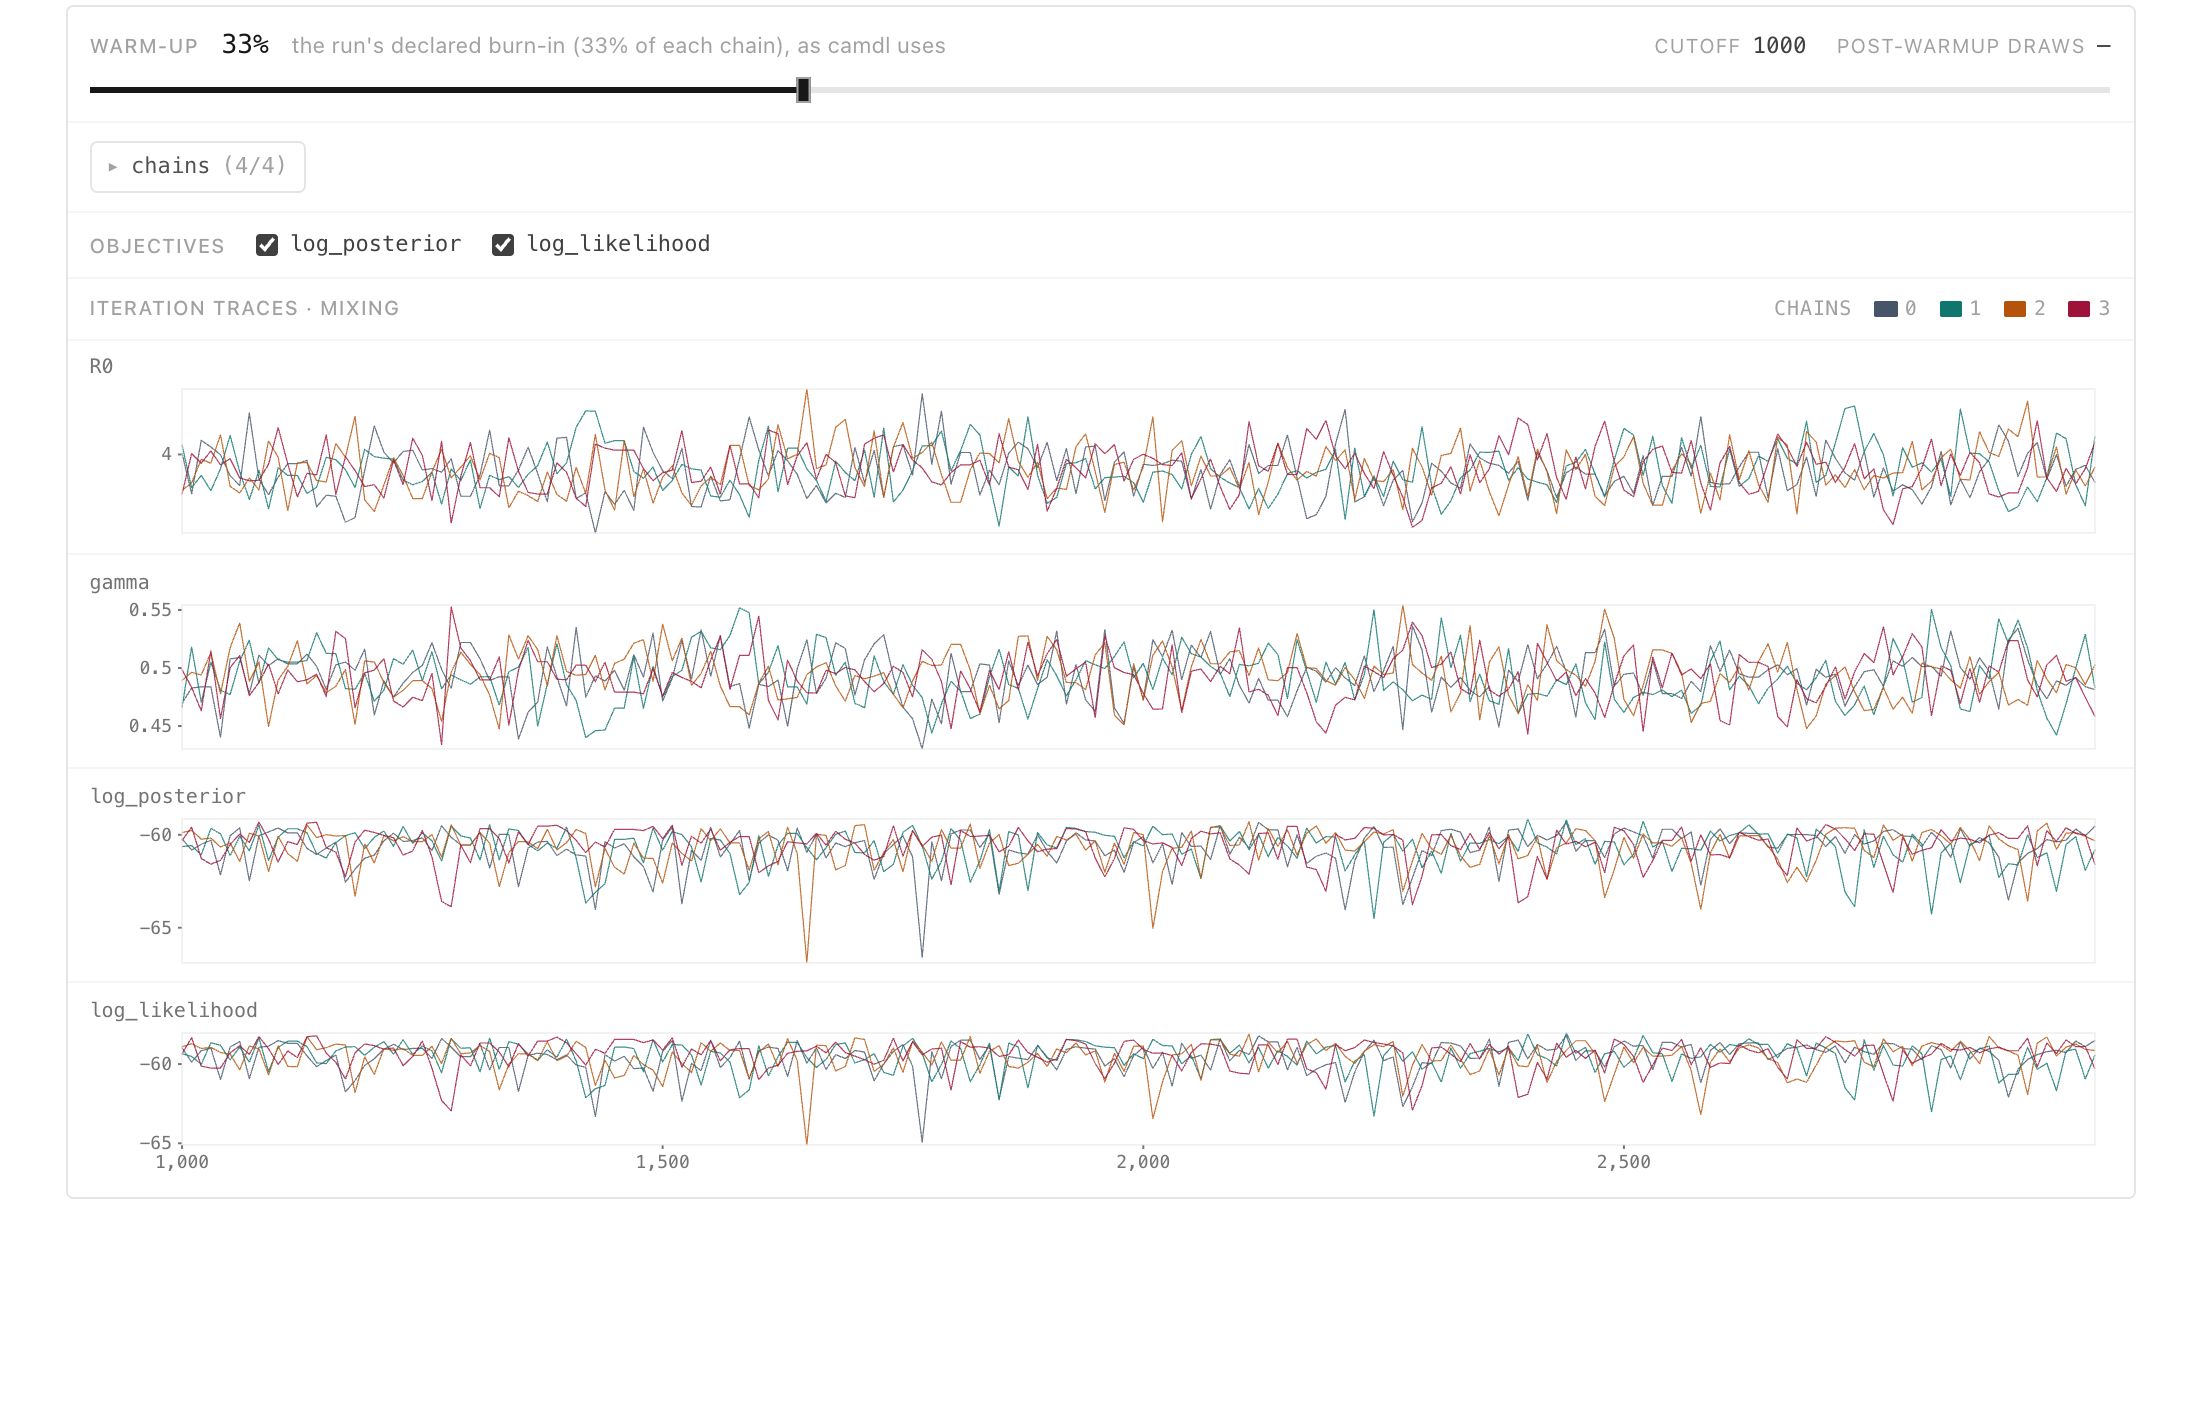 WARM-UP 33% the run's declared burn-in (33% of each chain), as camdl uses CUTOFF 1000 POST-WARMUP DRAWS —
▸ chains (4/4)
OBJECTIVES log_posterior log_likelihood
ITERATION TRACES · MIXING CHAINS 0 1 2 3
R0
4
gamma
0.55
0.5
0.45
log_posterior
−60
−65
log_likelihood
−60
−65
1,000 1,500 2,000 2,500